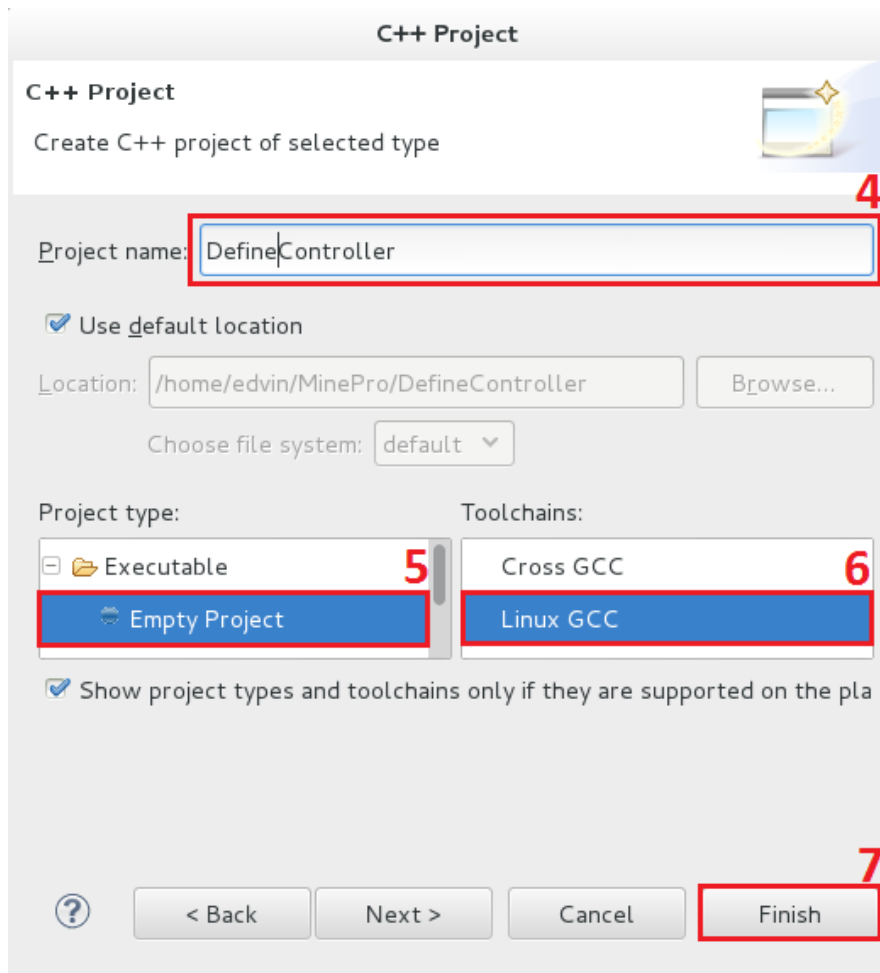 C++ Project
C++ Project
Create C++ project of selected type
4
Project name: DefineController
Use default location
Location: /home/edvin/MinePro/DefineController Browse...
Choose file system: default
Project type: Toolchains:
Executable 5 Cross GCC 6
Empty Project Linux GCC
Show project types and toolchains only if they are supported on the pla
7
? < Back Next > Cancel Finish